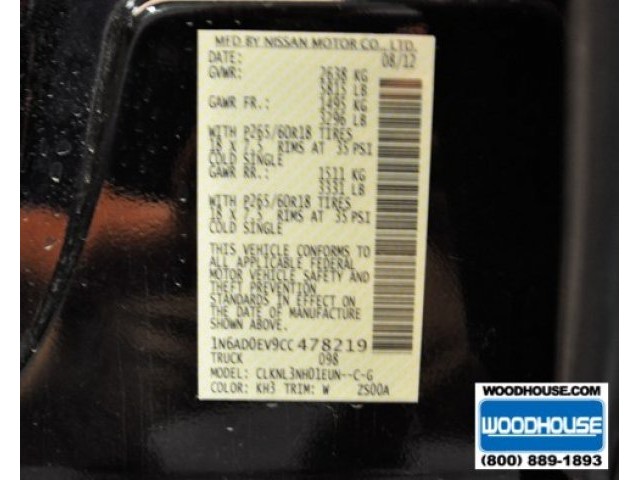 MFD BY NISSAN MOTOR CO., LTD.
DATE: 08/12
GVWR: 2638 KG
5815 LB
GAWR FR.: 1495 KG
3296 LB
WITH P265/60R18 TIRES
18 X 7.5 RIMS AT 35 PSI
COLD SINGLE
GAWR RR.: 1511 KG
3331 LB
WITH P265/60R18 TIRES
18 X 7.5 RIMS AT 35 PSI
COLD SINGLE
THIS VEHICLE CONFORMS TO
ALL APPLICABLE FEDERAL
MOTOR VEHICLE SAFETY AND
THEFT PREVENTION
STANDARDS IN EFFECT ON
THE DATE OF MANUFACTURE
SHOWN ABOVE.
1N6AD0EV9CC478219
TRUCK 098
MODEL: CLKNL3NH01EUN--C-G
COLOR: KH3 TRIM: W ZS00A
WOODHOUSE.COM
WOODHOUSE
(800) 889-1893